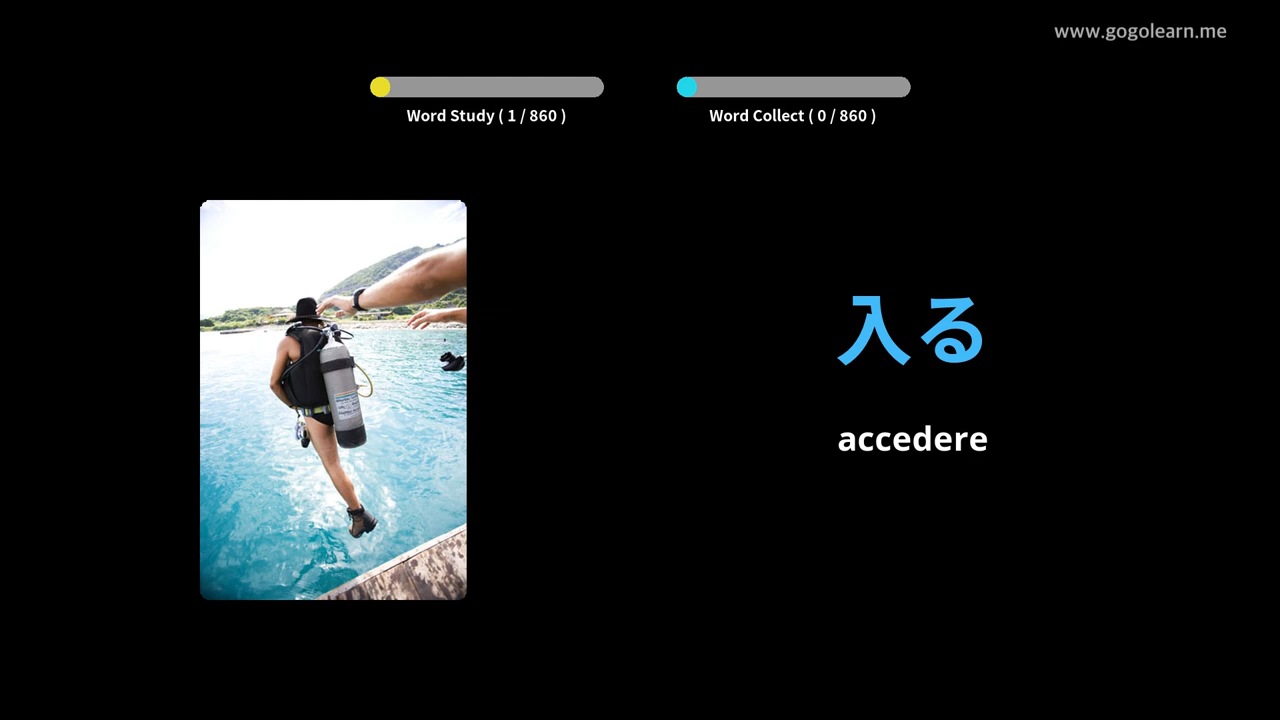 www.gogolearn.me
Word Study ( 1 / 860 )
Word Collect ( 0 / 860 )
入る
accedere